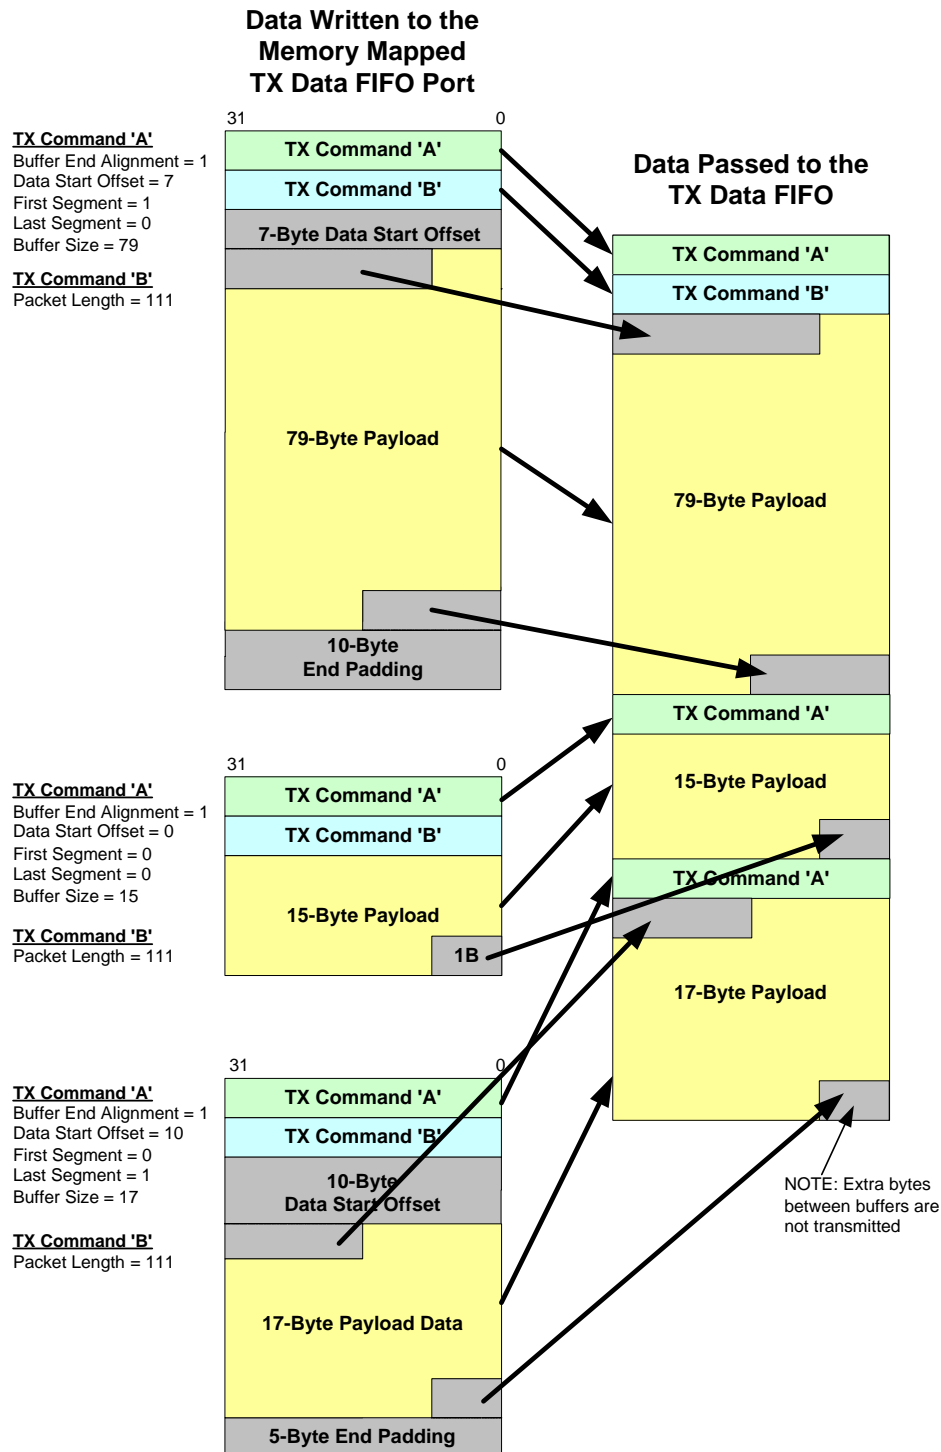 Data Written to the
Memory Mapped
TX Data FIFO Port
31
0
TX Command 'A'
Buffer End Alignment = 1
Data Start Offset = 7
First Segment = 1
Last Segment = 0
Buffer Size = 79
TX Command 'B'
Packet Length = 111
TX Command 'A'
TX Command 'B'
7-Byte Data Start Offset
79-Byte Payload
10-Byte
End Padding
Data Passed to the
TX Data FIFO
TX Command 'A'
TX Command 'B'
79-Byte Payload
TX Command 'A'
15-Byte Payload
TX Command 'A'
17-Byte Payload
NOTE: Extra bytes
between buffers are
not transmitted
31
0
TX Command 'A'
Buffer End Alignment = 1
Data Start Offset = 0
First Segment = 0
Last Segment = 0
Buffer Size = 15
TX Command 'B'
Packet Length = 111
TX Command 'A'
TX Command 'B'
15-Byte Payload
1B
31
0
TX Command 'A'
Buffer End Alignment = 1
Data Start Offset = 10
First Segment = 0
Last Segment = 1
Buffer Size = 17
TX Command 'B'
Packet Length = 111
TX Command 'A'
TX Command 'B'
10-Byte
Data Start Offset
17-Byte Payload Data
5-Byte End Padding